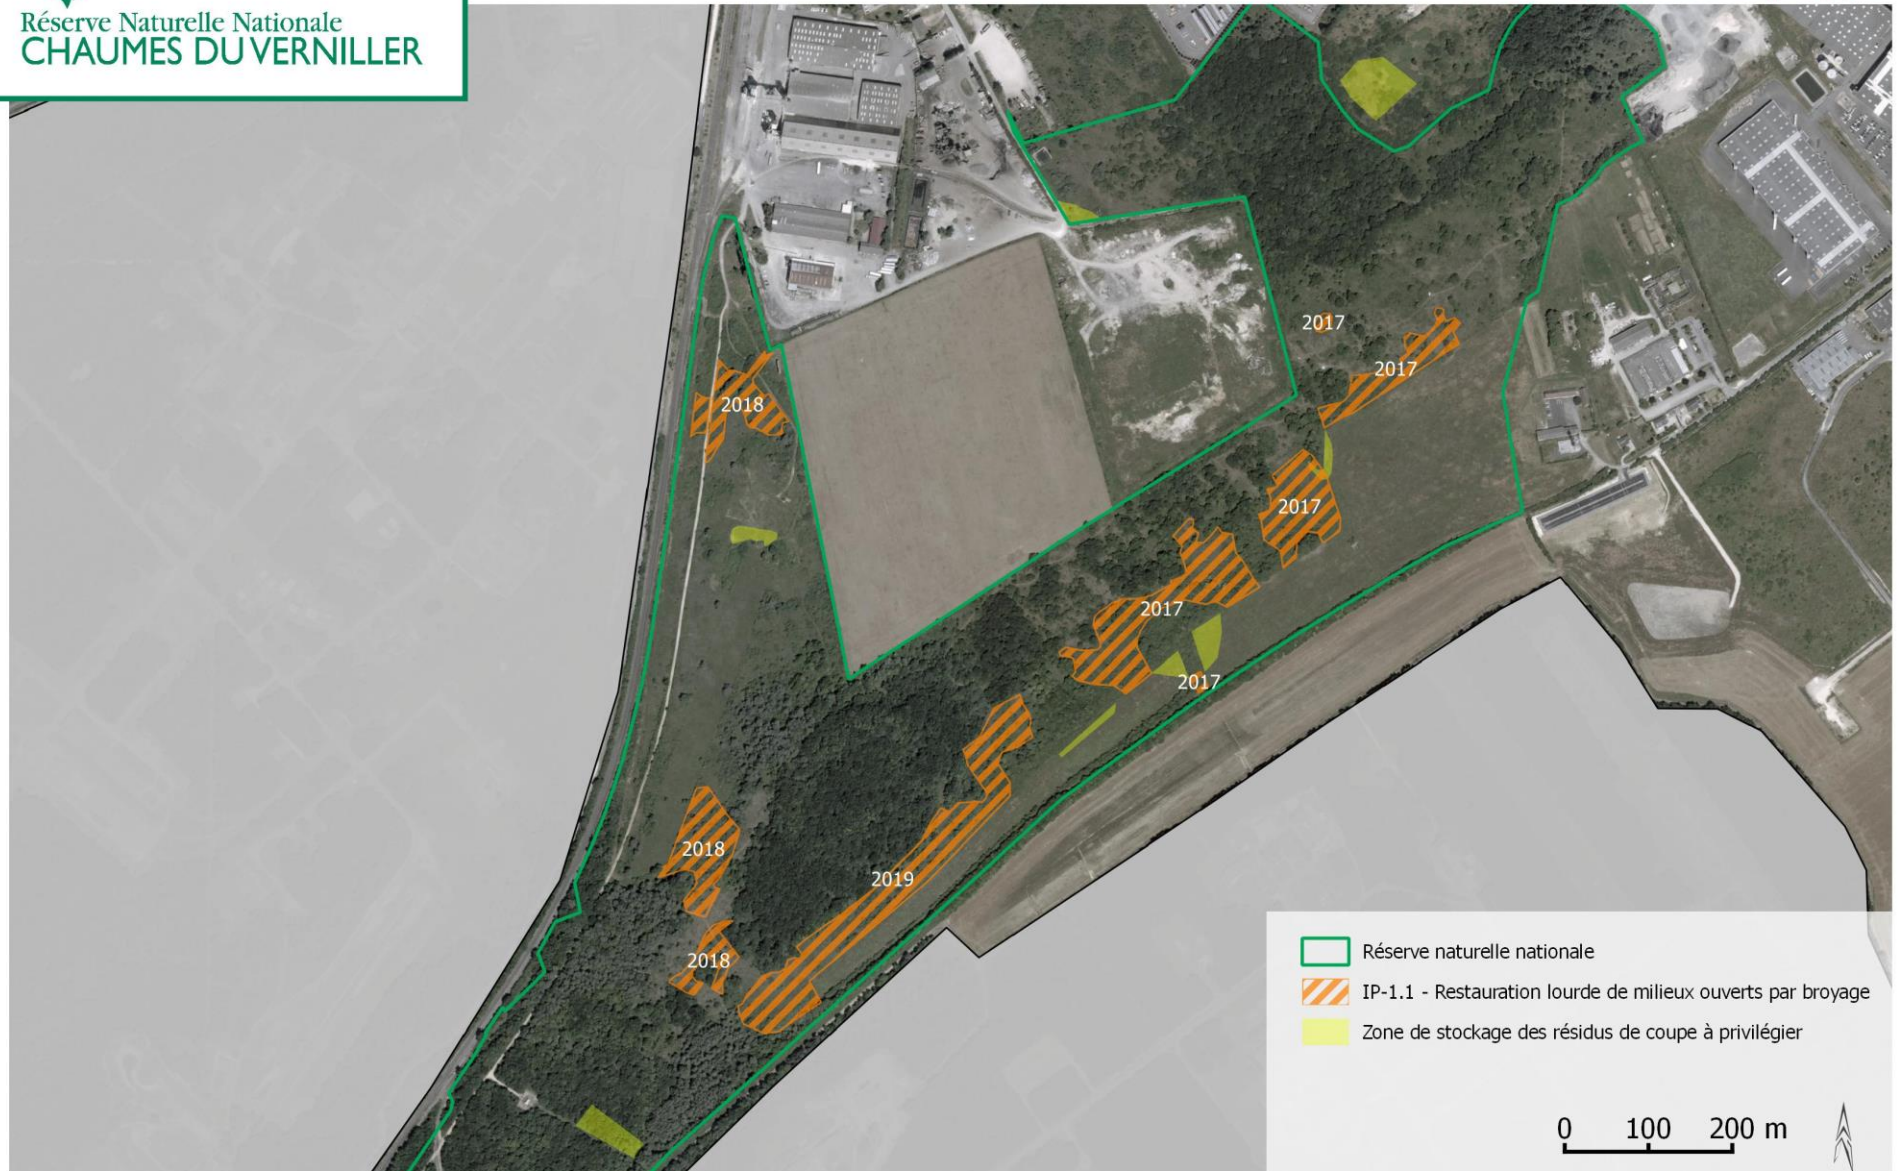 Réserve Naturelle Nationale
CHAUMES DU VERNILLER
2017
2017
2018
2017
2017
2017
2018
2019
2018
Réserve naturelle nationale
IP-1.1 - Restauration lourde de milieux ouverts par broyage
Zone de stockage des résidus de coupe à privilégier
0 100 200 m